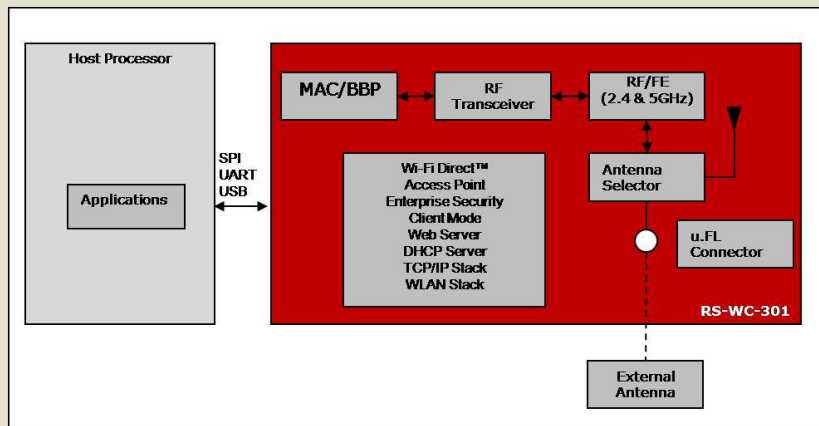 Host Processor
Applications
SPI
UART
USB
MAC/BBP
RF
Transceiver
RF/FE
(2.4 & 5GHz)
Wi-Fi Direct™
Access Point
Enterprise Security
Client Mode
Web Server
DHCP Server
TCP/IP Stack
WLAN Stack
Antenna
Selector
u.FL
Connector
RS-WC-301
External
Antenna